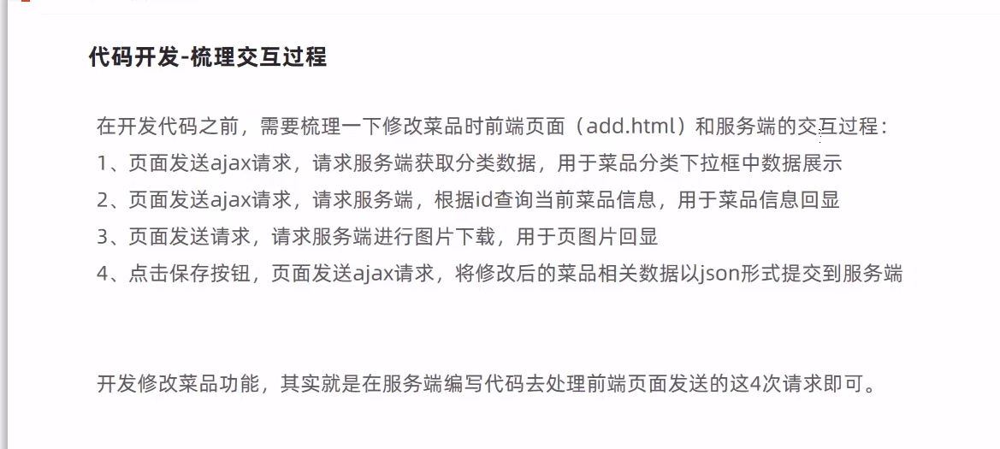 代码开发-梳理交互过程
在开发代码之前，需要梳理一下修改菜品时前端页面（add.html）和服务端的交互过程：
1、页面发送ajax请求，请求服务端获取分类数据，用于菜品分类下拉框中数据展示
2、页面发送ajax请求，请求服务端，根据id查询当前菜品信息，用于菜品信息回显
3、页面发送请求，请求服务端进行图片下载，用于页图片回显
4、点击保存按钮，页面发送ajax请求，将修改后的菜品相关数据以json形式提交到服务端
开发修改菜品功能，其实就是在服务端编写代码去处理前端页面发送的这4次请求即可。